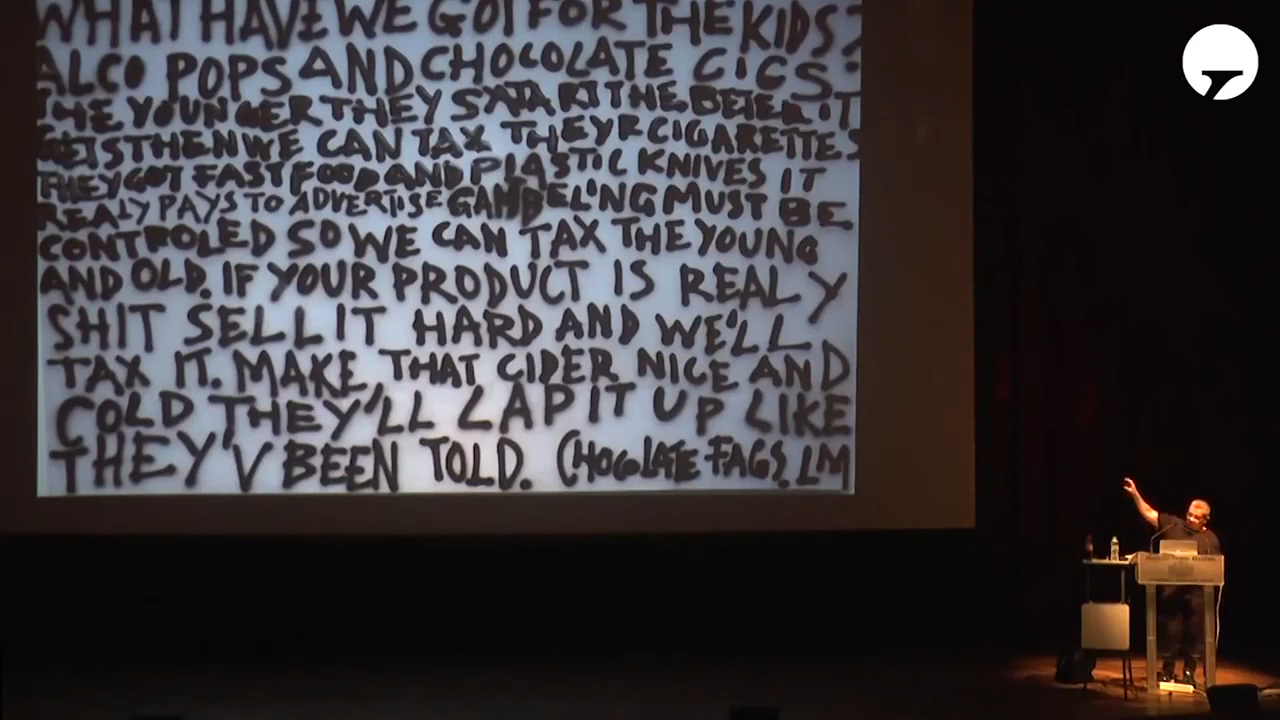 WHAT HAVE WE GOT FOR THE KIDS?
ALCO POPS AND CHOCOLATE CIGS.
THE YOUNGER THEY START THE BETER IT
GETS THEN WE CAN TAX THEYR CIGARETTES
THEY GOT FAST FOOD AND PLASTIC KNIVES IT
REALY PAYS TO ADVERTISE GAMBELING MUST BE
CONTROLED SO WE CAN TAX THE YOUNG
AND OLD. IF YOUR PRODUCT IS REALY
SHIT SELL IT HARD AND WE'LL
TAX IT. MAKE THAT CIDER NICE AND
COLD THEY'LL LAP IT UP LIKE
THEY'V BEEN TOLD. CHOCOLATE FAGS. LM